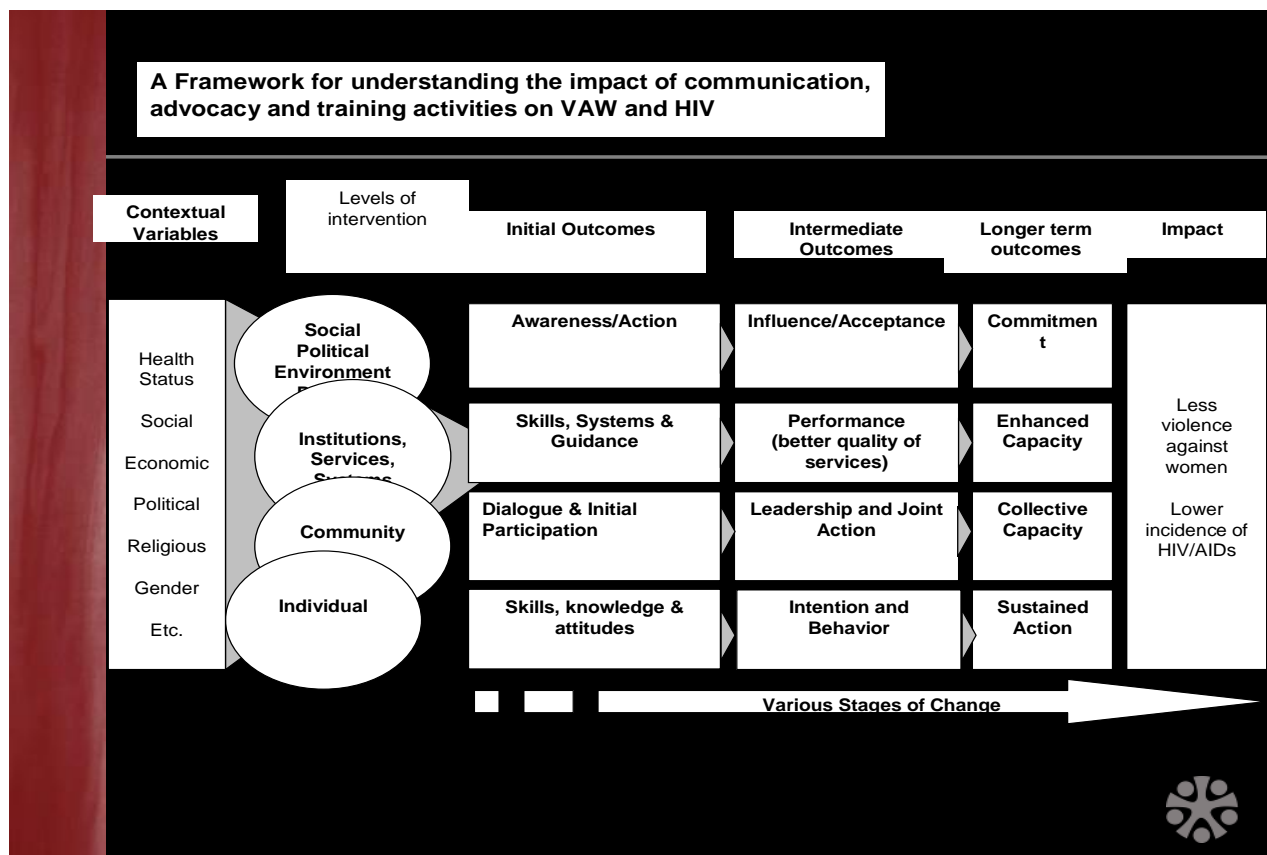 A Framework for understanding the impact of communication,
advocacy and training activities on VAW and HIV
Contextual
Variables
Levels of
intervention
Initial Outcomes
Intermediate
Outcomes
Longer term
outcomes
Impact
Health
Status
Social
Economic
Political
Religious
Gender
Etc.
Social
Political
Environment
Institutions,
Services,
Systems
Community
Individual
Awareness/Action
Influence/Acceptance
Commitmen
t
Skills, Systems &
Guidance
Performance
(better quality of
services)
Enhanced
Capacity
Dialogue & Initial
Participation
Leadership and Joint
Action
Collective
Capacity
Skills, knowledge &
attitudes
Intention and
Behavior
Sustained
Action
Less
violence
against
women
Lower
incidence of
HIV/AIDs
Various Stages of Change